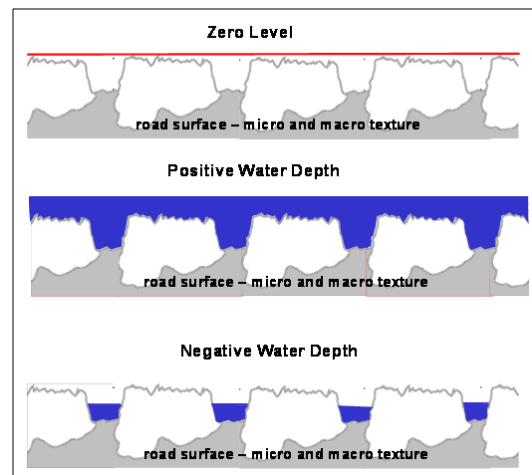 Zero Level
road surface – micro and macro texture
Positive Water Depth
road surface – micro and macro texture
Negative Water Depth
road surface – micro and macro texture